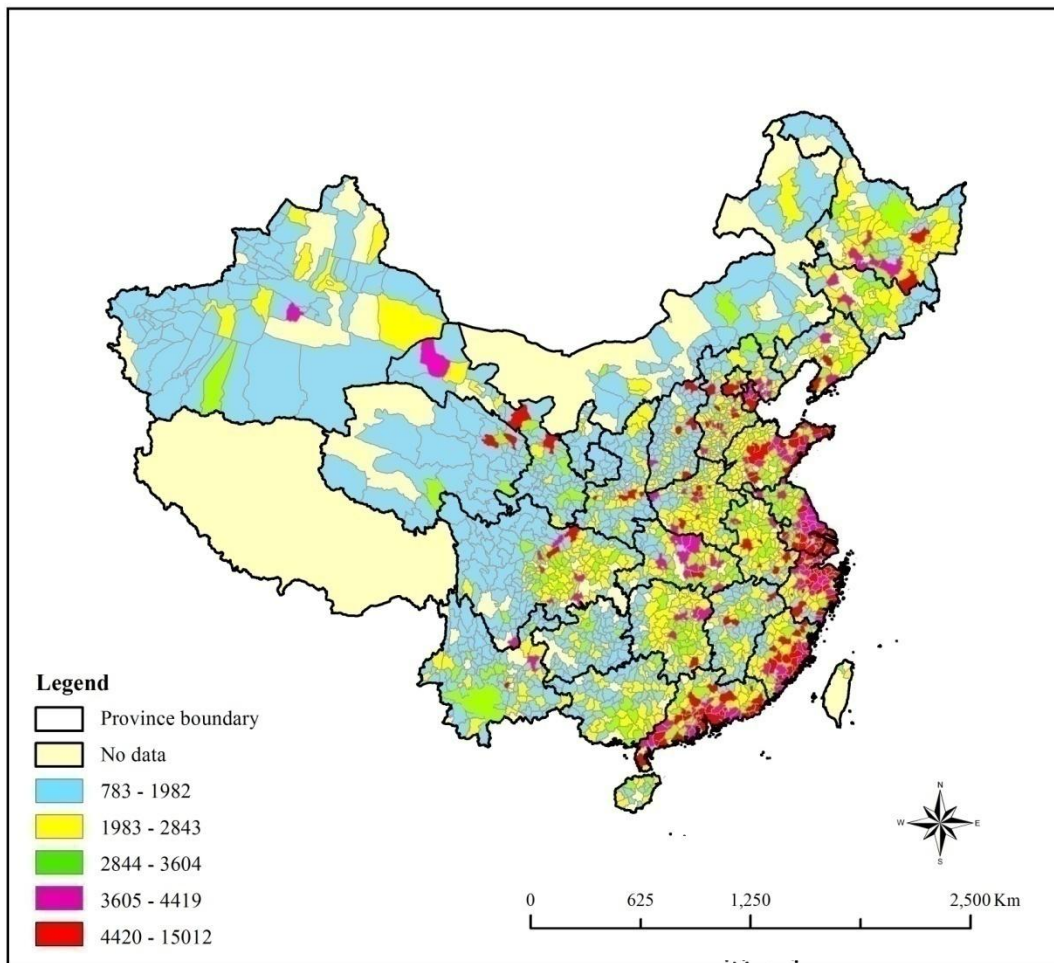 N
W E
S
Legend
Province boundary
No data
783 - 1982
1983 - 2843
2844 - 3604
3605 - 4419
4420 - 15012
0 625 1,250 2,500 Km